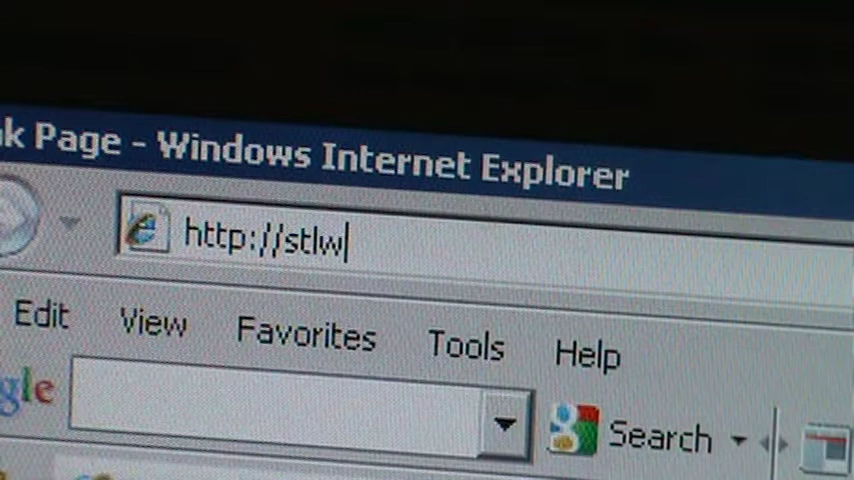 k Page - Windows Internet Explorer
http://stlw
Edit View Favorites Tools Help
gle Search